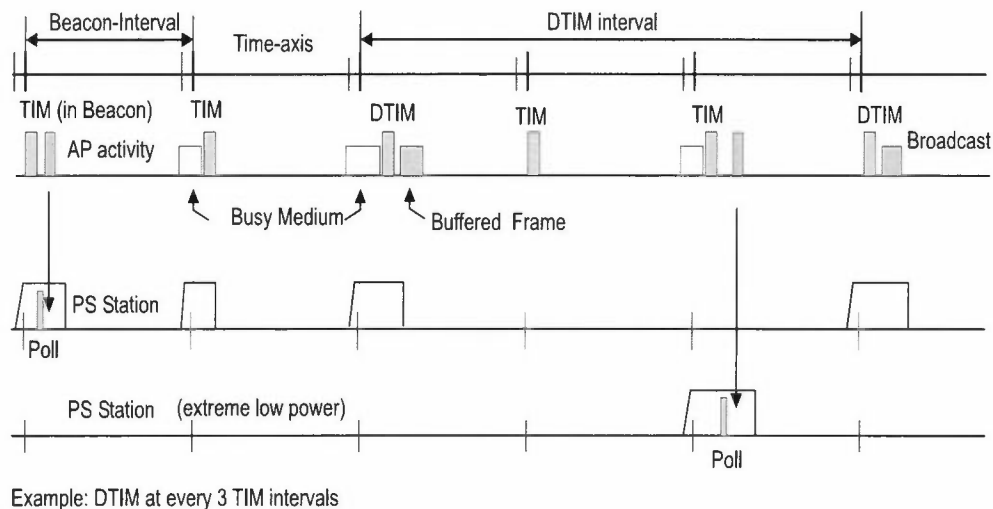 Beacon-Interval
DTIM interval
Time-axis
TIM (in Beacon)
TIM
DTIM
TIM
TIM
DTIM
AP activity
Broadcast
Busy Medium
Buffered Frame
PS Station
Poll
PS Station (extreme low power)
Poll
Example: DTIM at every 3 TIM intervals